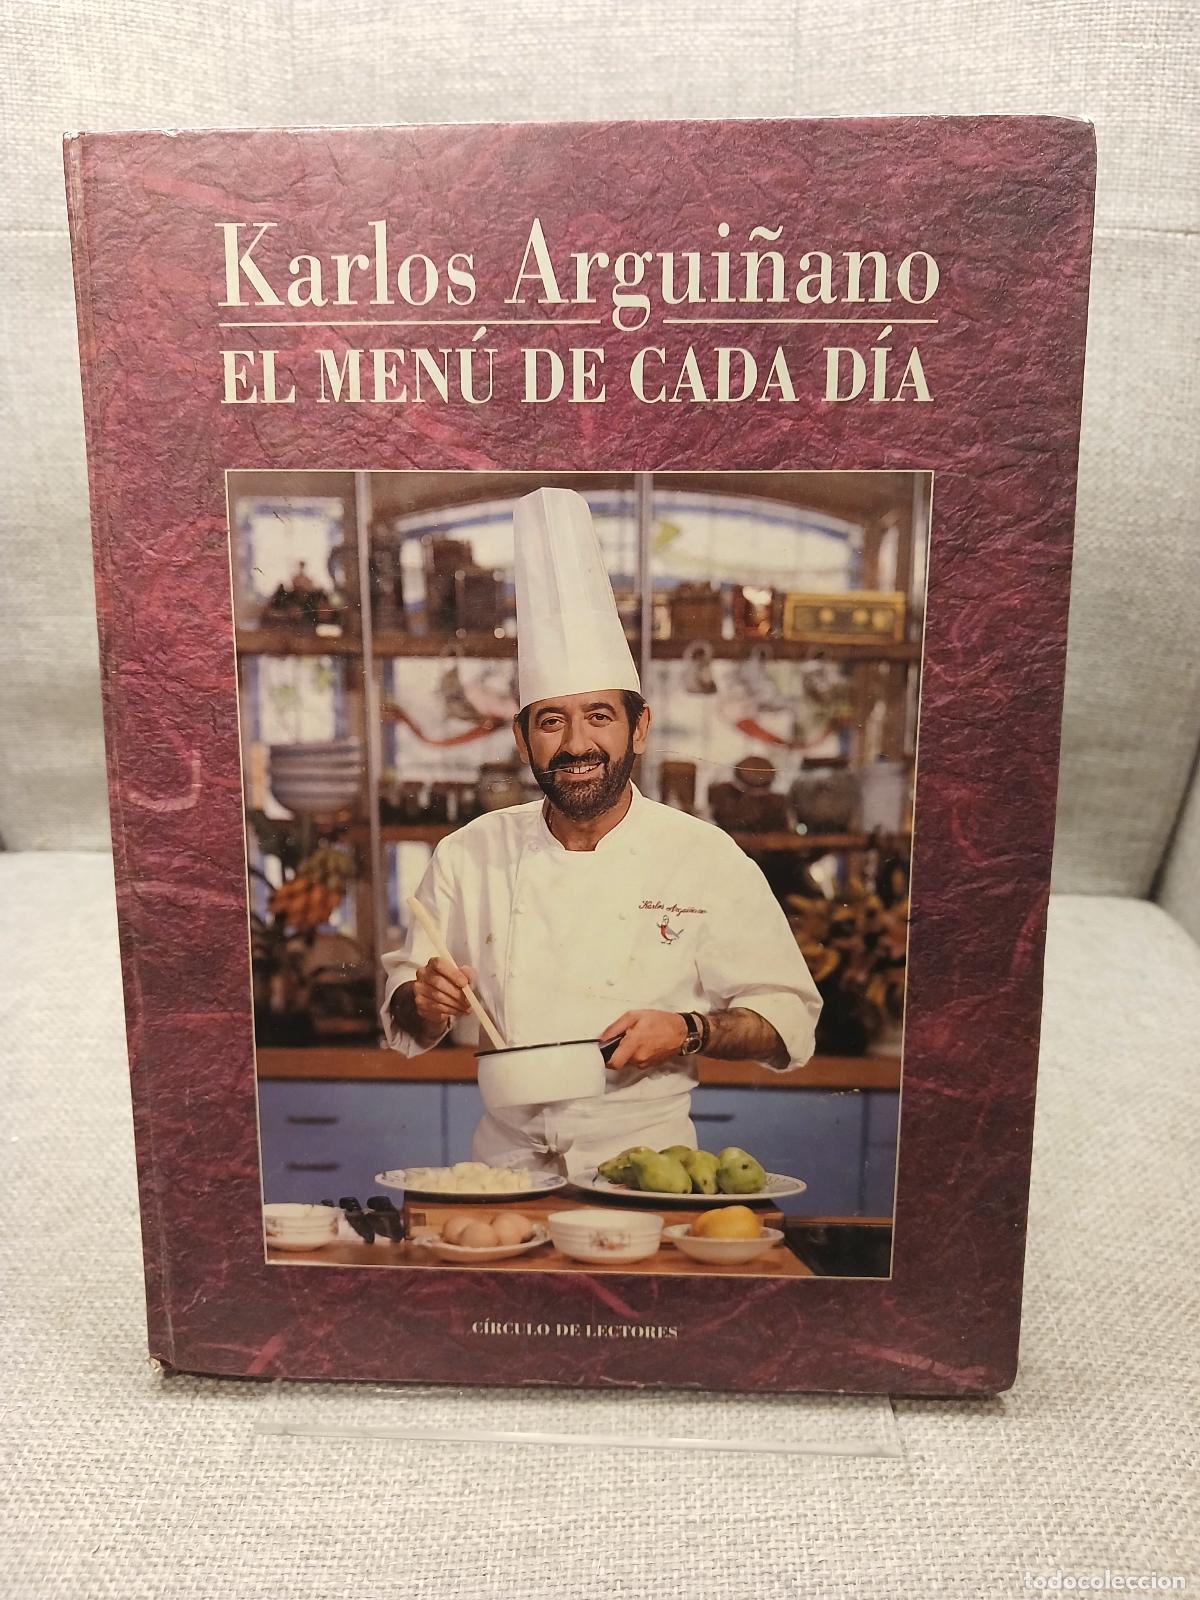 Karlos Arguiñano
EL MENÚ DE CADA DÍA
Karlos Arguiñano
CÍRCULO DE LECTORES
todocoleccion